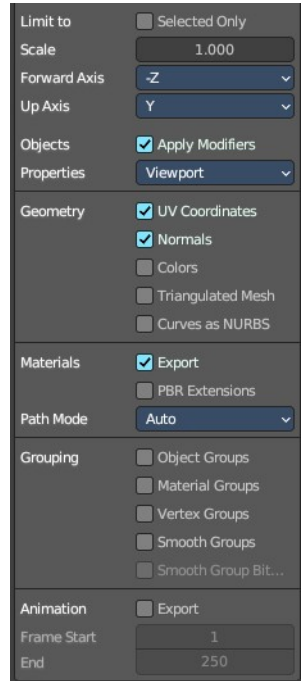 Limit to Selected Only
Scale 1.000
Forward Axis -Z
Up Axis Y
Objects Apply Modifiers
Properties Viewport
Geometry UV Coordinates
Normals
Colors
Triangulated Mesh
Curves as NURBS
Materials Export
PBR Extensions
Path Mode Auto
Grouping Object Groups
Material Groups
Vertex Groups
Smooth Groups
Smooth Group Bit...
Animation Export
Frame Start 1
End 250